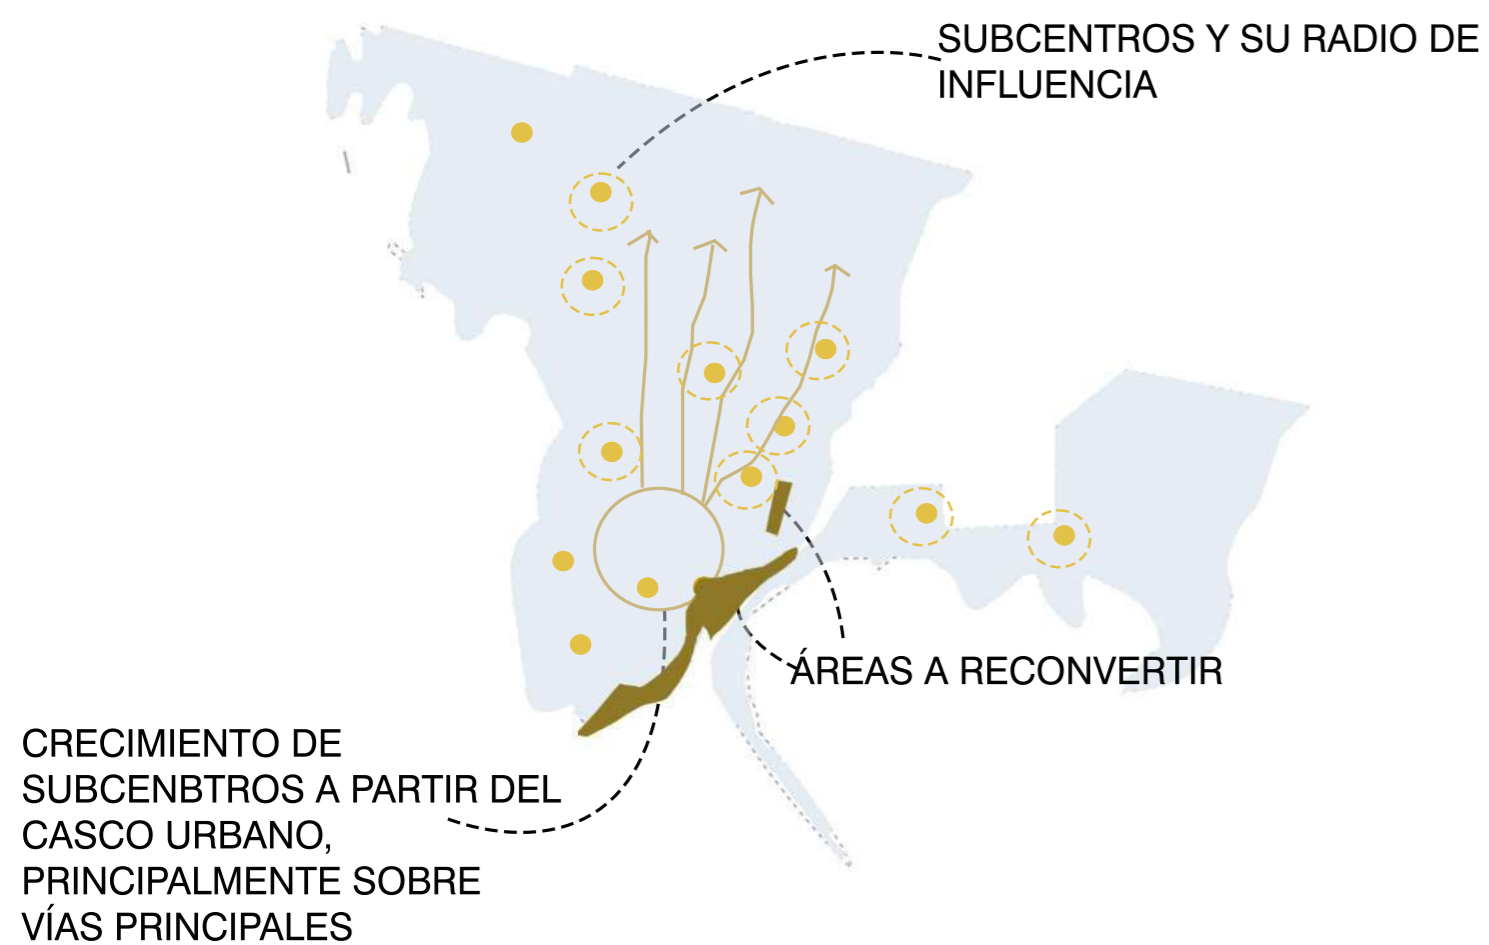 SUBCENTROS Y SU RADIO DE
INFLUENCIA
ÁREAS A RECONVERTIR
CRECIMIENTO DE
SUBCENBTROS A PARTIR DEL
CASCO URBANO,
PRINCIPALMENTE SOBRE
VÍAS PRINCIPALES